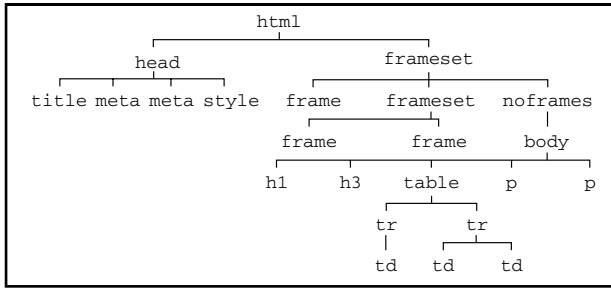 html
head frameset
title meta meta style frame frameset noframes
frame frame body
h1 h3 table p p
tr tr
td td td